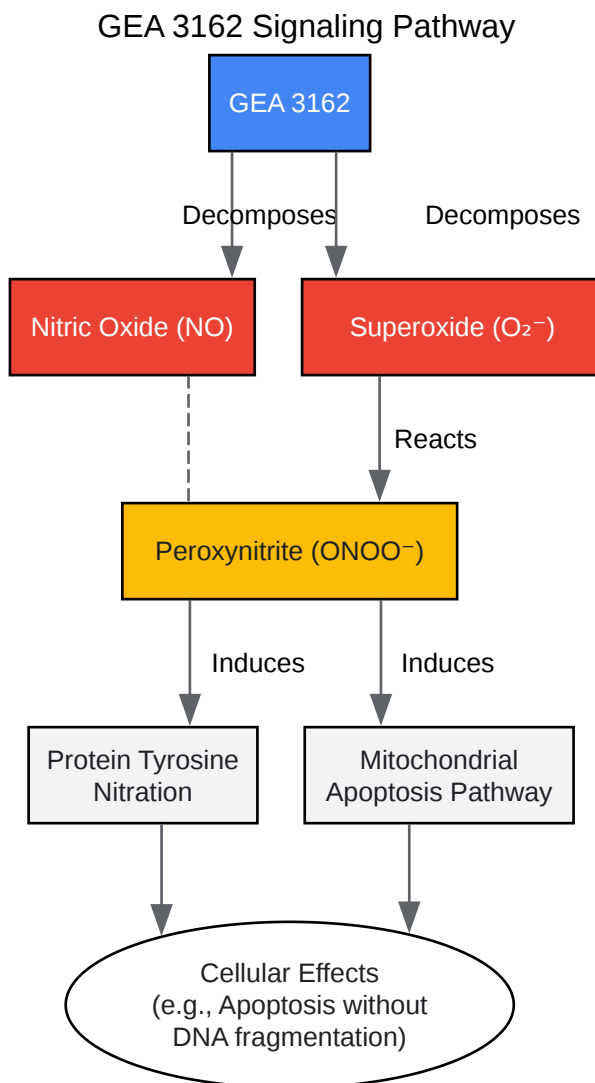 GEA 3162 Signaling Pathway
GEA 3162
Decomposes
Decomposes
Nitric Oxide (NO)
Superoxide (O₂⁻)
Reacts
Peroxynitrite (ONOO⁻)
Induces
Induces
Protein Tyrosine
Nitration
Mitochondrial
Apoptosis Pathway
Cellular Effects
(e.g., Apoptosis without
DNA fragmentation)